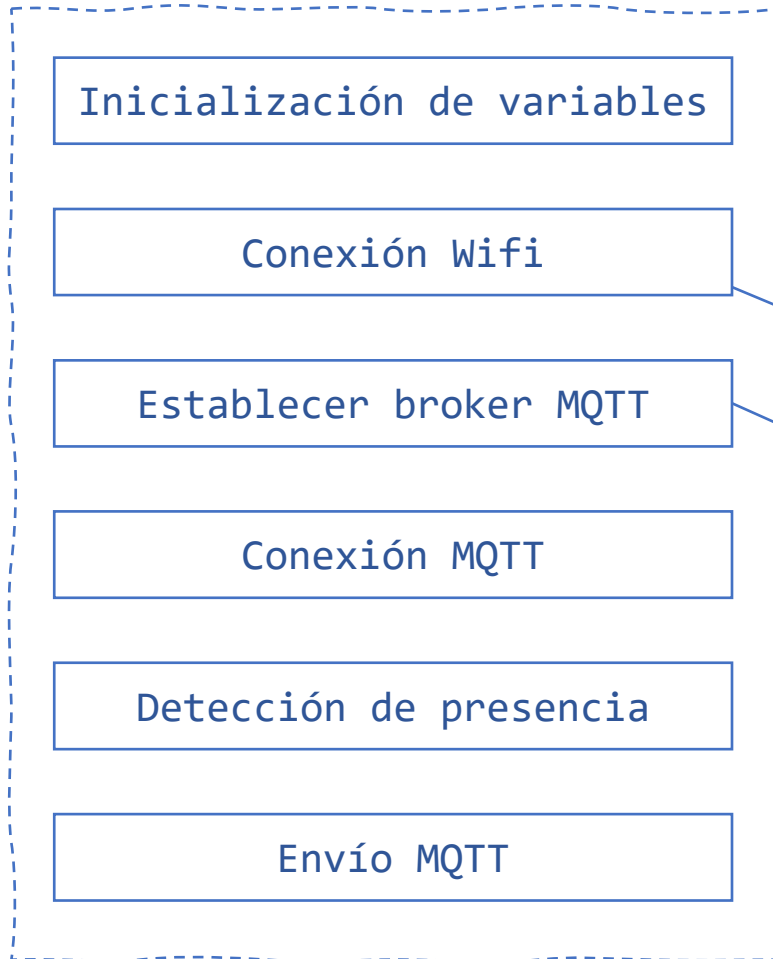 Inicialización de variables
Conexión Wifi
Establecer broker MQTT
Conexión MQTT
Detección de presencia
Envío MQTT